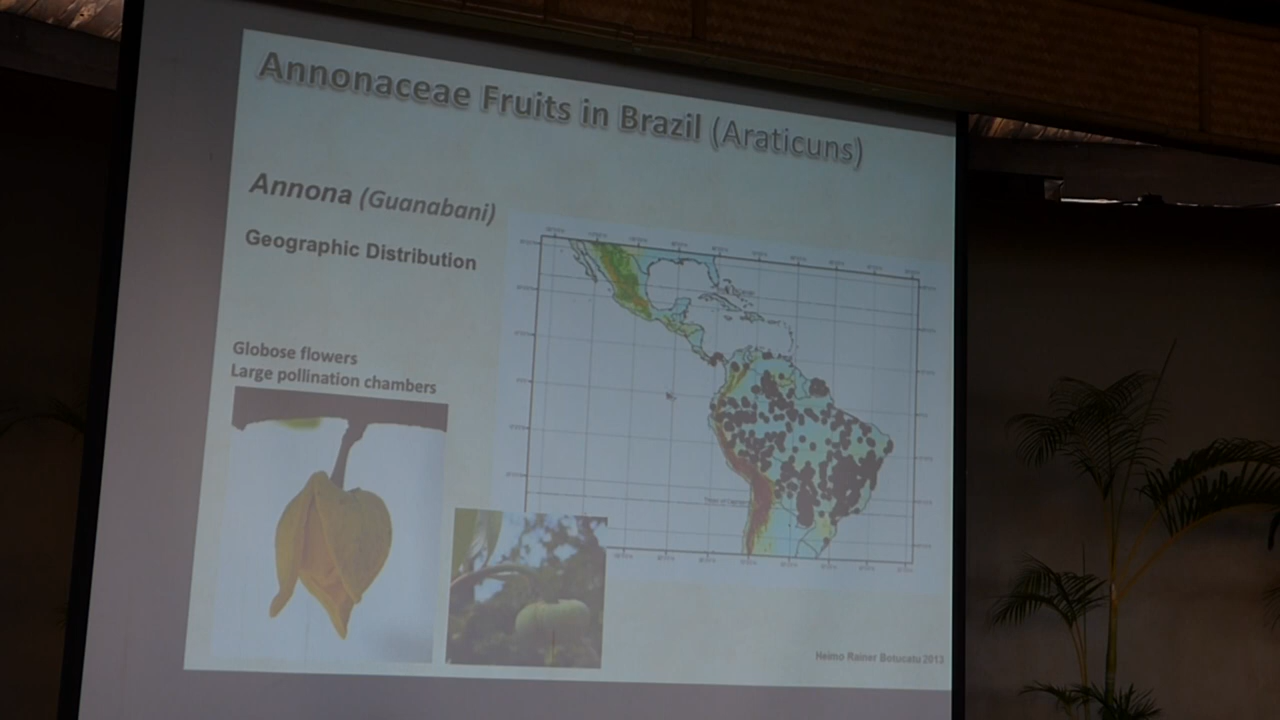 Annonaceae Fruits in Brazil (Araticuns)
Annona (Guanabani)
Geographic Distribution
Globose flowers
Large pollination chambers
Heimo Rainer Botucatu 2013